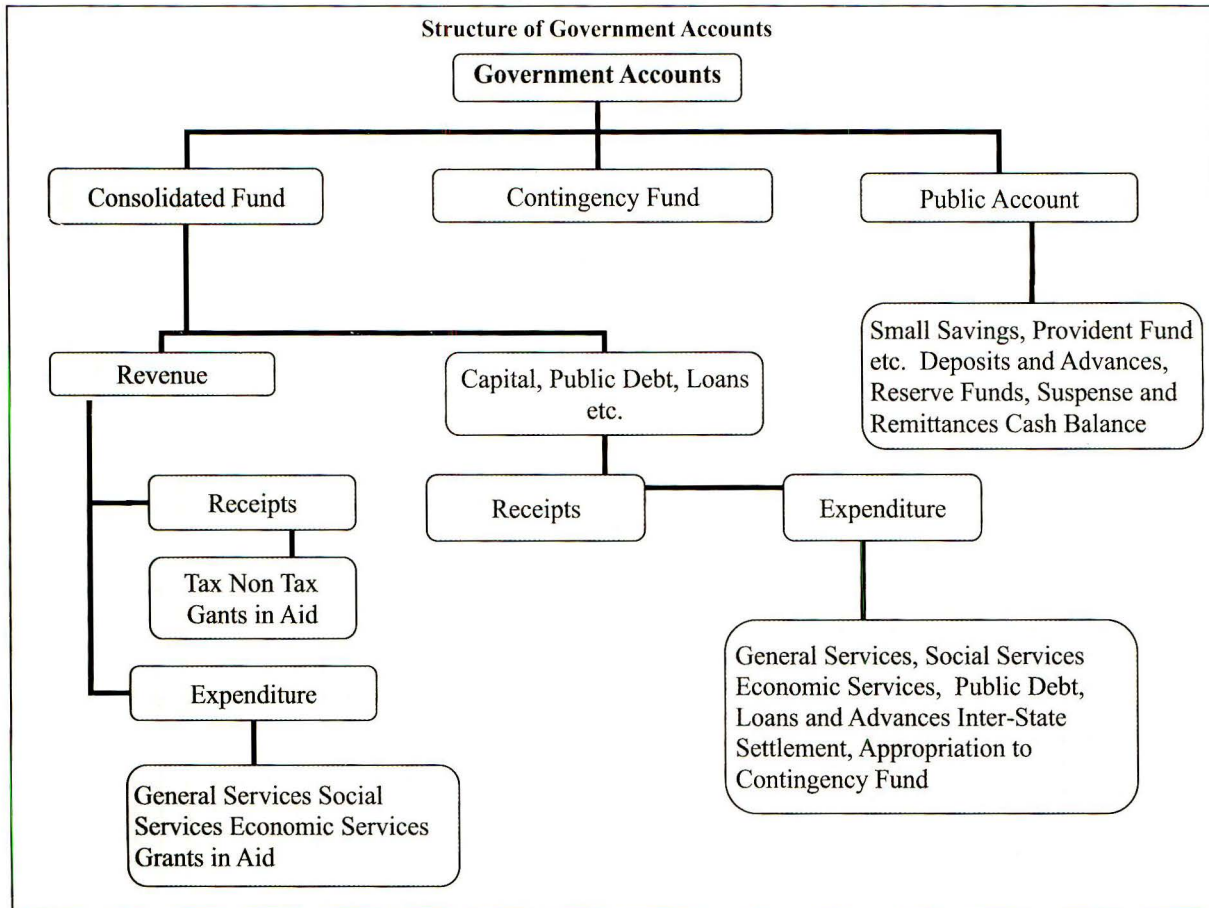 Structure of Government Accounts
Government Accounts
Consolidated Fund
Contingency Fund
Public Account
Small Savings, Provident Fund
etc. Deposits and Advances,
Reserve Funds, Suspense and
Remittances Cash Balance
Revenue
Capital, Public Debt, Loans
etc.
Receipts
Tax Non Tax
Gants in Aid
Expenditure
General Services Social
Services Economic Services
Grants in Aid
Receipts
Expenditure
General Services, Social Services
Economic Services, Public Debt,
Loans and Advances Inter-State
Settlement, Appropriation to
Contingency Fund